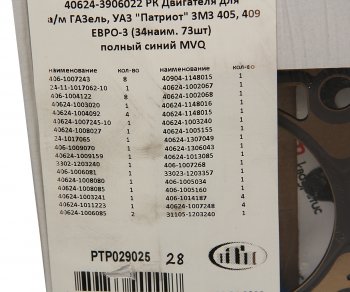 40624-3906022 РК Двигателя для
а/м ГАЗель, УАЗ "Патриот" ЗМЗ 405, 409
ЕВРО-3 (34наим. 73шт)
полный синий MVQ
наименование кол-во наименование кол-во
406-1007243 8 40904-1148015 1
24-11-1017062-10 1 40624-1148015 1
406-1004122 8 40624-1002067 1
40624-1003020 1 40624-1002068 1
40624-1004092 4 40624-1017016 1
40624-1007245-10 1 40624-1003240 1
40624-1008027 1 40624-1005155 1
24-1017065 1 40624-1307049 1
406-1009070 1 40624-1306043 1
40624-1009159 1 40624-1013085 1
3302-1203240 1 406-1007268 1
406-1006081 1 33023-1203357 1
40624-1008080 1 406-1005034 1
40624-1008085 1 406-1005160 1
40624-1003241 1 406-1014187 4
40624-1011223 1 40624-1007248 4
40624-1006085 2 31105-1203240 1
РТР029025 28